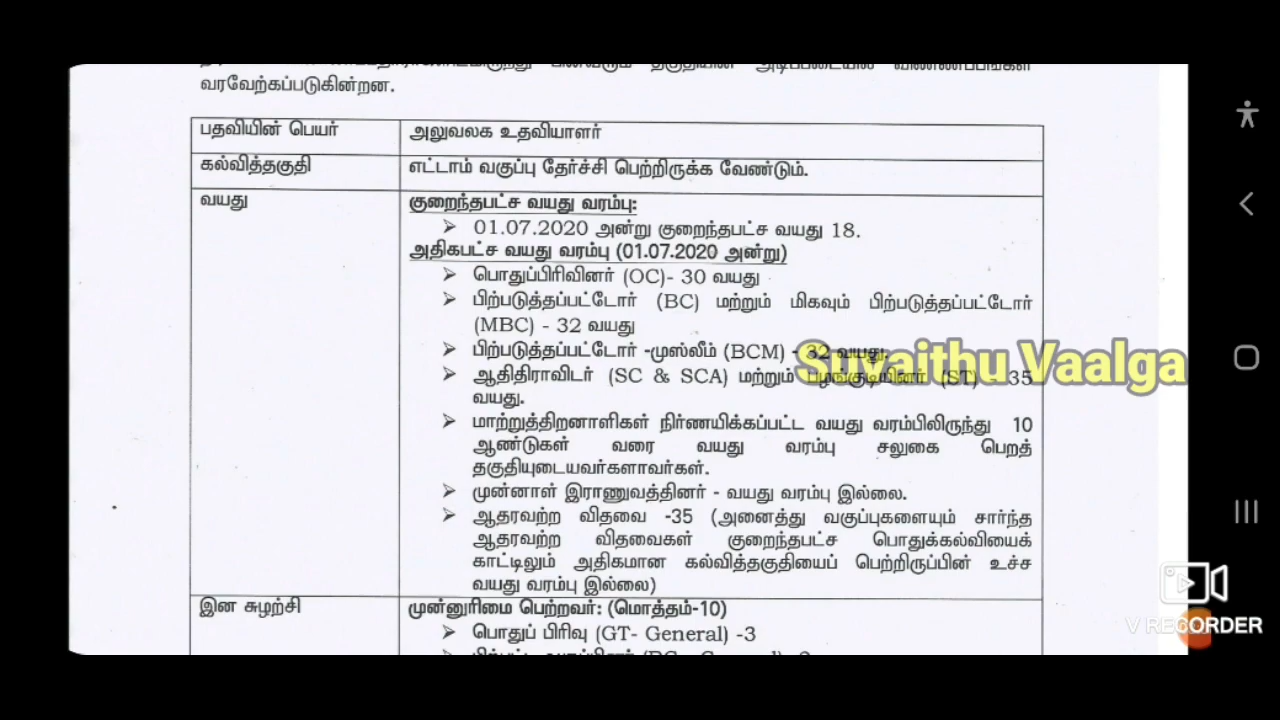 வரவேற்கப்படுகின்றன.
பதவியின் பெயர் அலுவலக உதவியாளர்
கல்வித்தகுதி எட்டாம் வகுப்பு தேர்ச்சி பெற்றிருக்க வேண்டும்.
வயது குறைந்தபட்ச வயது வரம்பு:
➢ 01.07.2020 அன்று குறைந்தபட்ச வயது 18.
அதிகபட்ச வயது வரம்பு (01.07.2020 அன்று)
➢ பொதுப்பிரிவினர் (OC)- 30 வயது
➢ பிற்படுத்தப்பட்டோர் (BC) மற்றும் மிகவும் பிற்படுத்தப்பட்டோர்
(MBC) - 32 வயது
➢ பிற்படுத்தப்பட்டோர் -முஸ்லீம் (BCM) - 32 வயது.
Suvaithu Vaalga
➢ ஆதிதிராவிடர் (SC & SCA) மற்றும் பழங்குடியினர் (ST) - 35
வயது.
➢ மாற்றுத்திறனாளிகள் நிர்ணயிக்கப்பட்ட வயது வரம்பிலிருந்து 10
ஆண்டுகள் வரை வயது வரம்பு சலுகை பெறத்
தகுதியுடையவர்களாவர்கள்.
➢ முன்னாள் இராணுவத்தினர் - வயது வரம்பு இல்லை.
➢ ஆதரவற்ற விதவை -35 (அனைத்து வகுப்புகளையும் சார்ந்த
ஆதரவற்ற விதவைகள் குறைந்தபட்ச பொதுக்கல்வியைக்
காட்டிலும் அதிகமான கல்வித்தகுதியைப் பெற்றிருப்பின் உச்ச
வயது வரம்பு இல்லை)
இன சுழற்சி முன்னுரிமை பெற்றவர்: (மொத்தம்-10)
➢ பொதுப் பிரிவு (GT- General) -3
V RECORDER